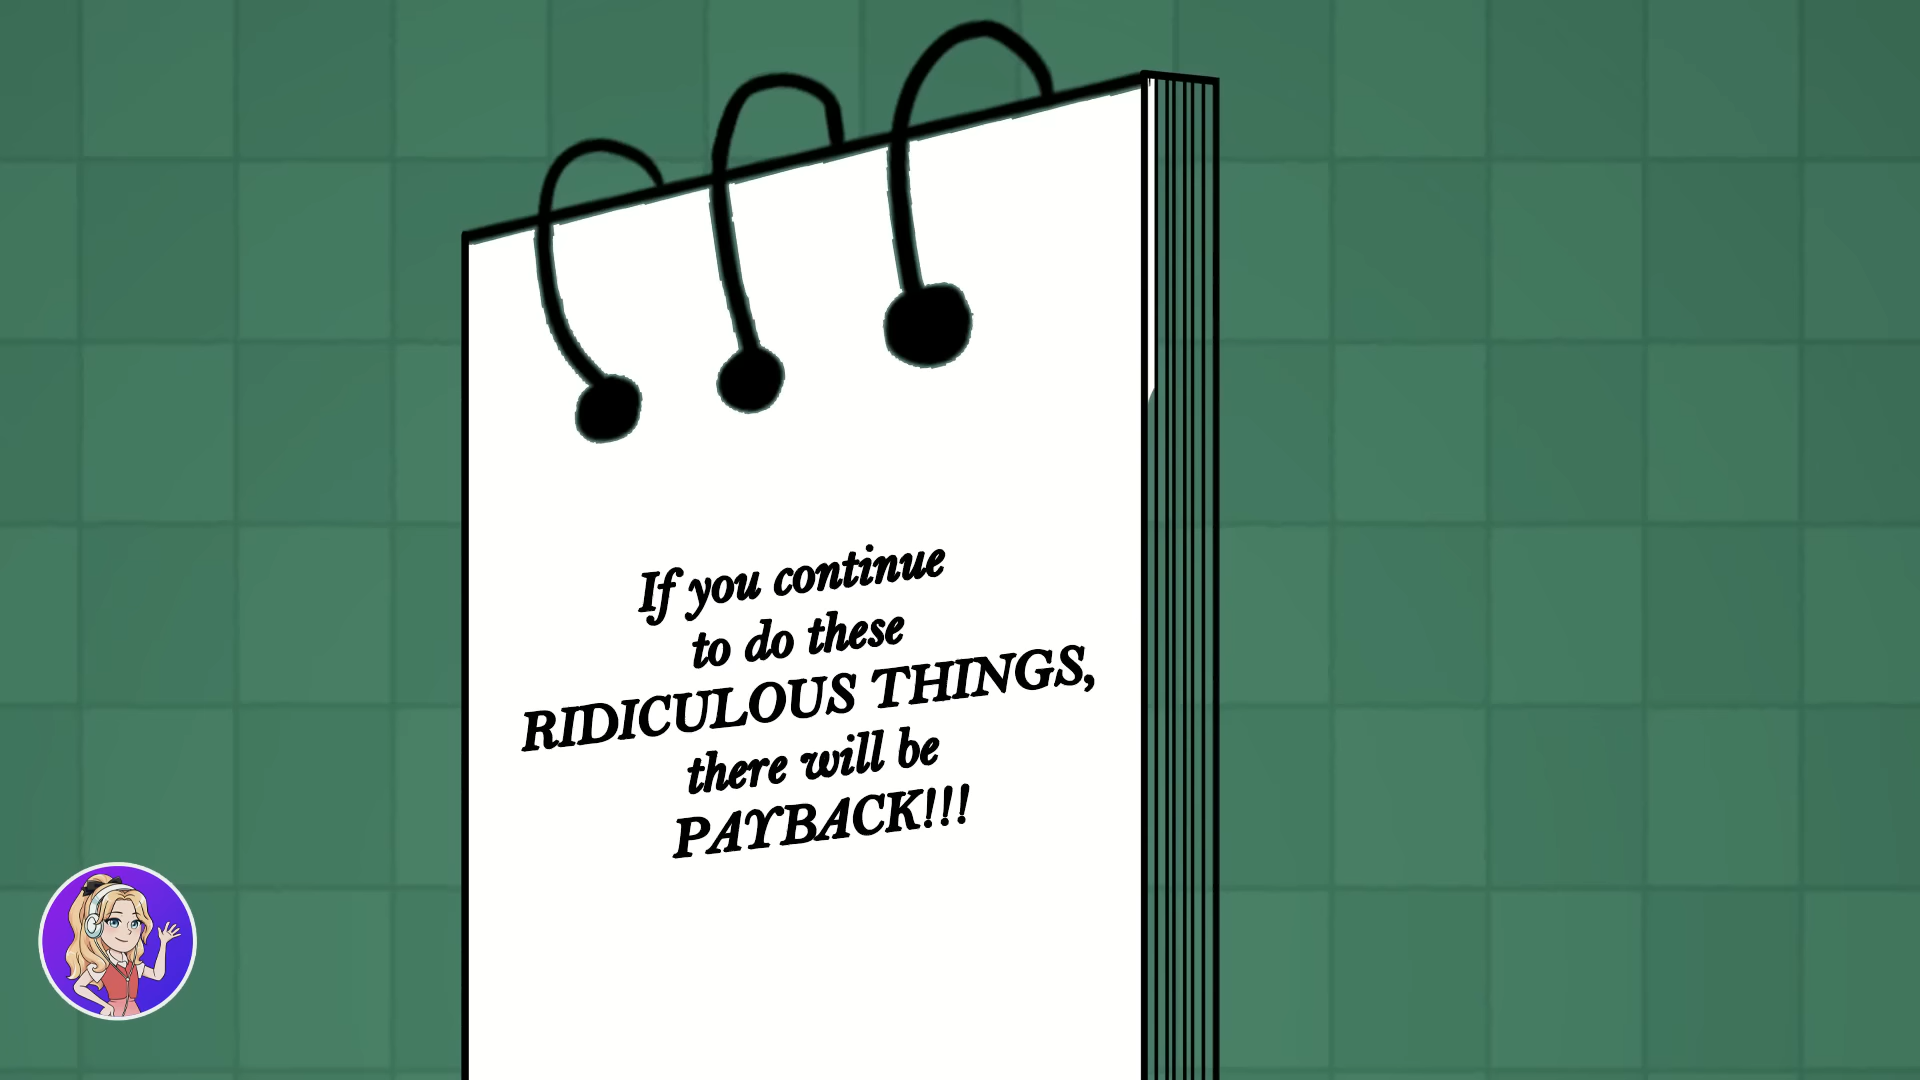 If you continue
to do these
RIDICULOUS THINGS,
there will be
PAYBACK!!!